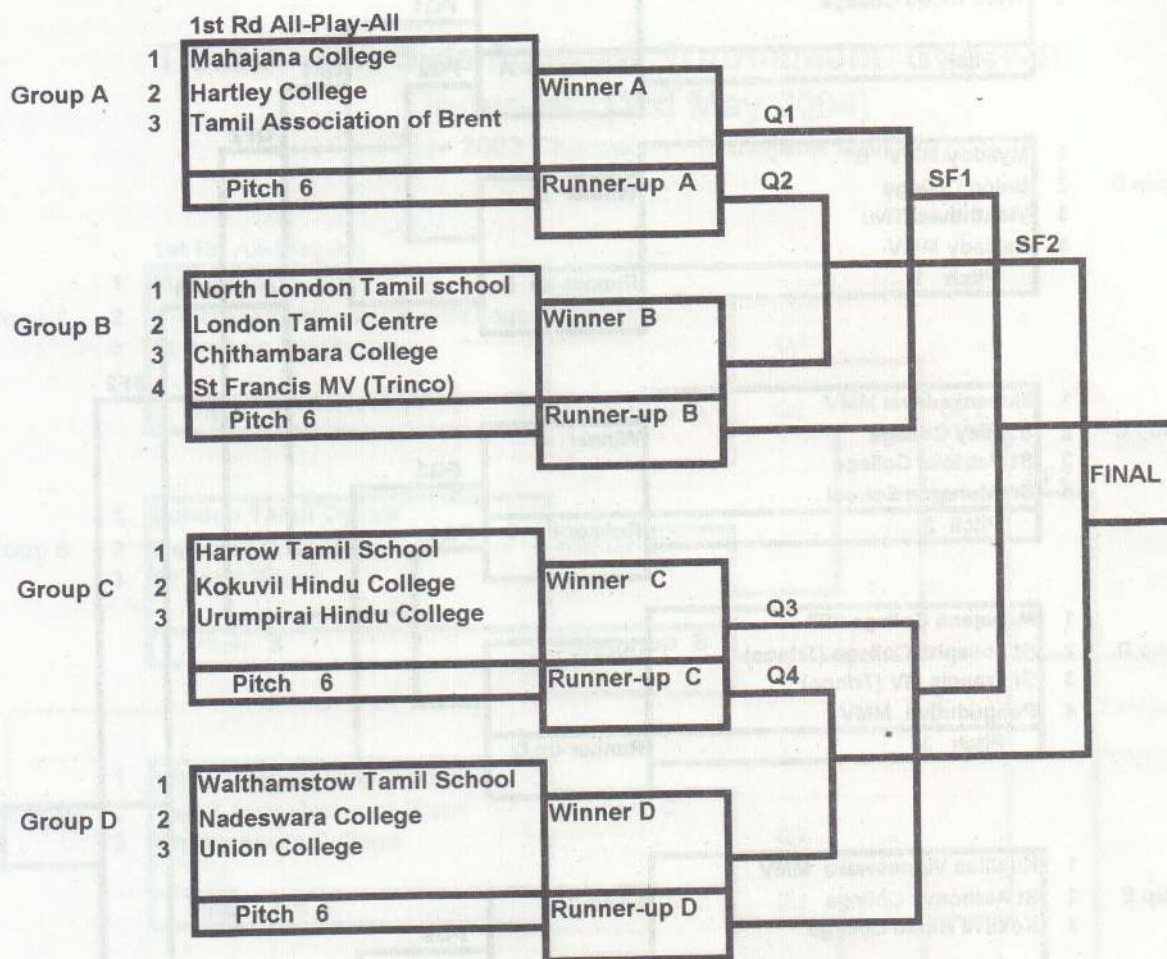 1st Rd All-Play-All
Group A
1 Mahajana College
2 Hartley College
3 Tamil Association of Brent
Pitch 6
Winner A
Runner-up A
Q1
Q2
SF1
SF2
Group B
1 North London Tamil school
2 London Tamil Centre
3 Chithambara College
4 St Francis MV (Trinco)
Pitch 6
Winner B
Runner-up B
FINAL
Group C
1 Harrow Tamil School
2 Kokuvil Hindu College
3 Urumpirai Hindu College
Pitch 6
Winner C
Runner-up C
Q3
Q4
Group D
1 Walthamstow Tamil School
2 Nadeswara College
3 Union College
Pitch 6
Winner D
Runner-up D